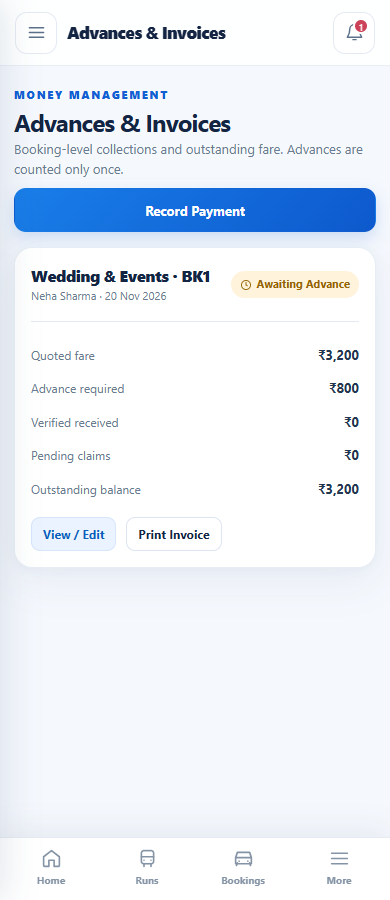 Advances & Invoices
1
MONEY MANAGEMENT
Advances & Invoices
Booking-level collections and outstanding fare. Advances are
counted only once.
Record Payment
Wedding & Events · BK1
Neha Sharma · 20 Nov 2026
Awaiting Advance
Quoted fare ₹3,200
Advance required ₹800
Verified received ₹0
Pending claims ₹0
Outstanding balance ₹3,200
View / Edit Print Invoice
Home Runs Bookings More